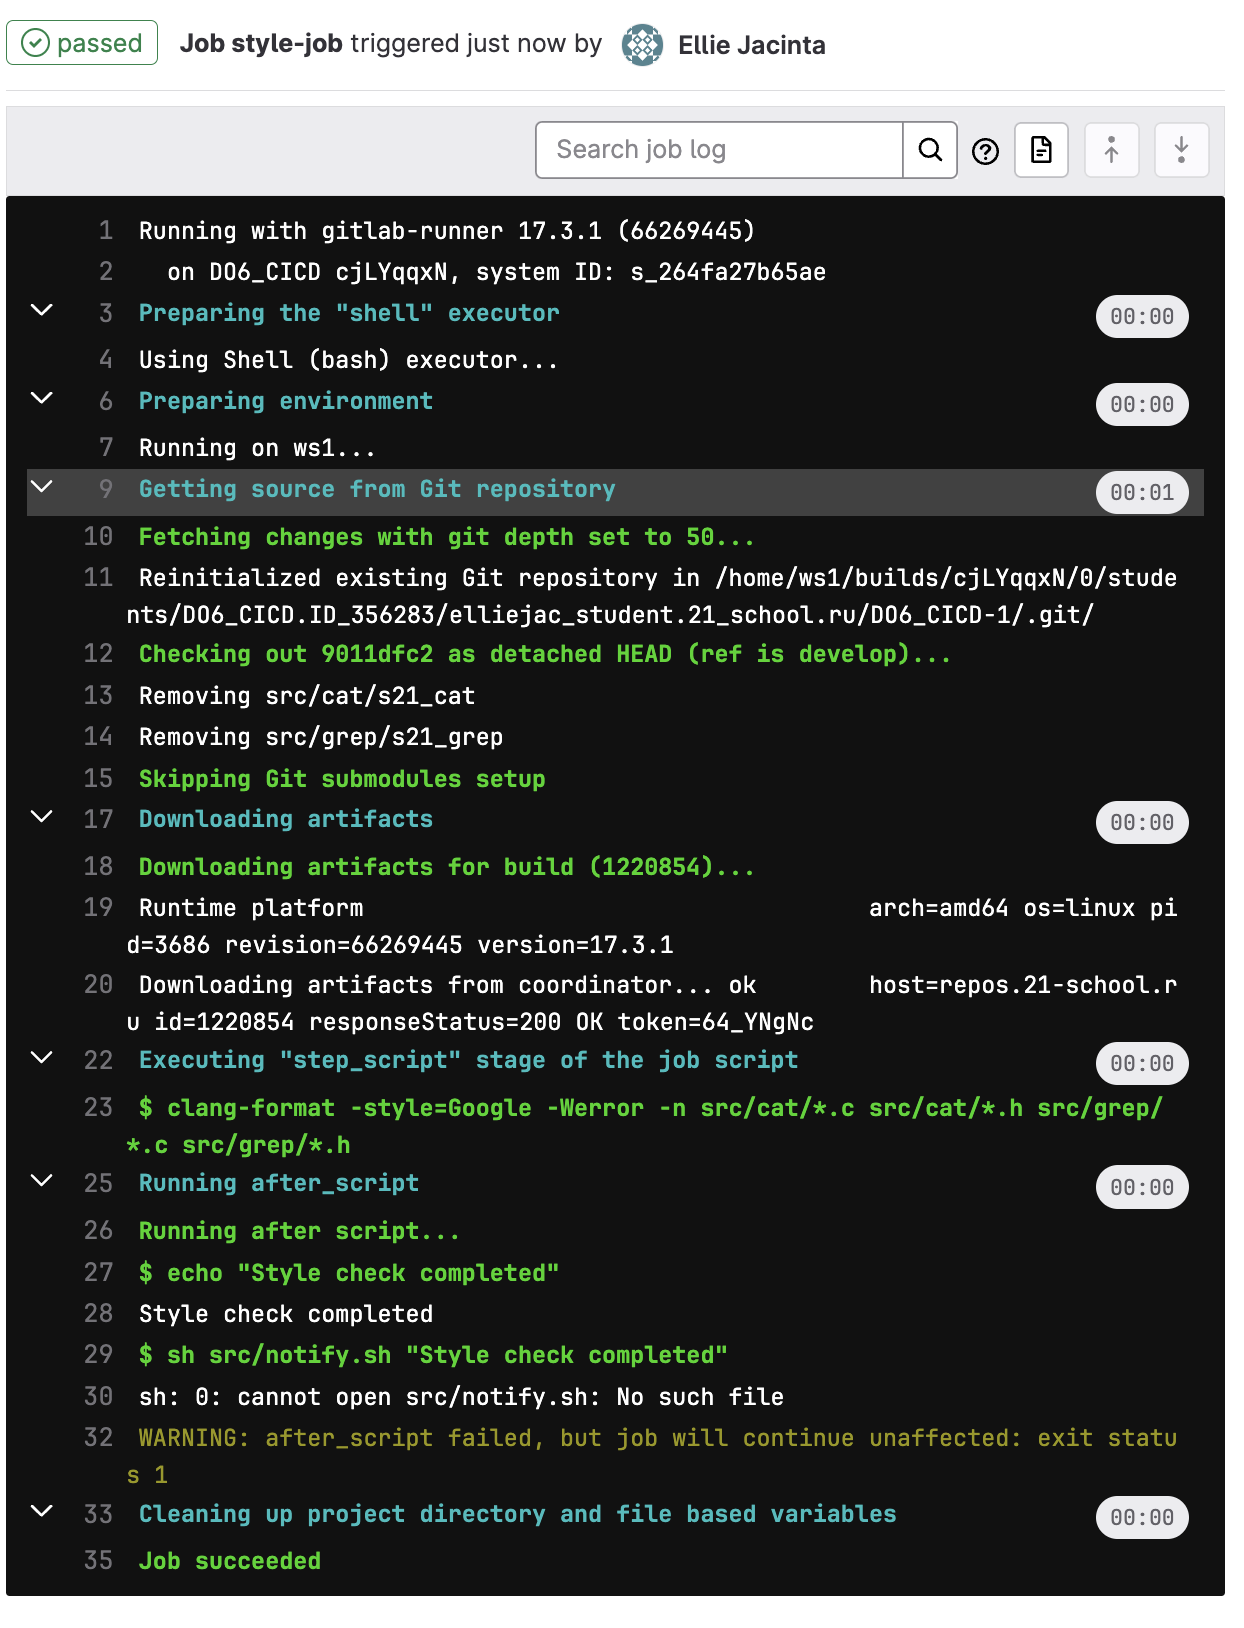 passed Job style-job triggered just now by Ellie Jacinta
Search job log
1 Running with gitlab-runner 17.3.1 (66269445)
2 on DO6_CICD cjLYqqxN, system ID: s_264fa27b65ae
3 Preparing the "shell" executor 00:00
4 Using Shell (bash) executor...
6 Preparing environment 00:00
7 Running on ws1...
9 Getting source from Git repository 00:01
10 Fetching changes with git depth set to 50...
11 Reinitialized existing Git repository in /home/ws1/builds/cjLYqqxN/0/stude
nts/DO6_CICD.ID_356283/elliejac_student.21_school.ru/DO6_CICD-1/.git/
12 Checking out 9011dfc2 as detached HEAD (ref is develop)...
13 Removing src/cat/s21_cat
14 Removing src/grep/s21_grep
15 Skipping Git submodules setup
17 Downloading artifacts 00:00
18 Downloading artifacts for build (1220854)...
19 Runtime platform arch=amd64 os=linux pi
d=3686 revision=66269445 version=17.3.1
20 Downloading artifacts from coordinator... ok host=repos.21-school.r
u id=1220854 responseStatus=200 OK token=64_YNgNc
22 Executing "step_script" stage of the job script 00:00
23 $ clang-format -style=Google -Werror -n src/cat/*.c src/cat/*.h src/grep/
*.c src/grep/*.h
25 Running after_script 00:00
26 Running after script...
27 $ echo "Style check completed"
28 Style check completed
29 $ sh src/notify.sh "Style check completed"
30 sh: 0: cannot open src/notify.sh: No such file
32 WARNING: after_script failed, but job will continue unaffected: exit statu
s 1
33 Cleaning up project directory and file based variables 00:00
35 Job succeeded